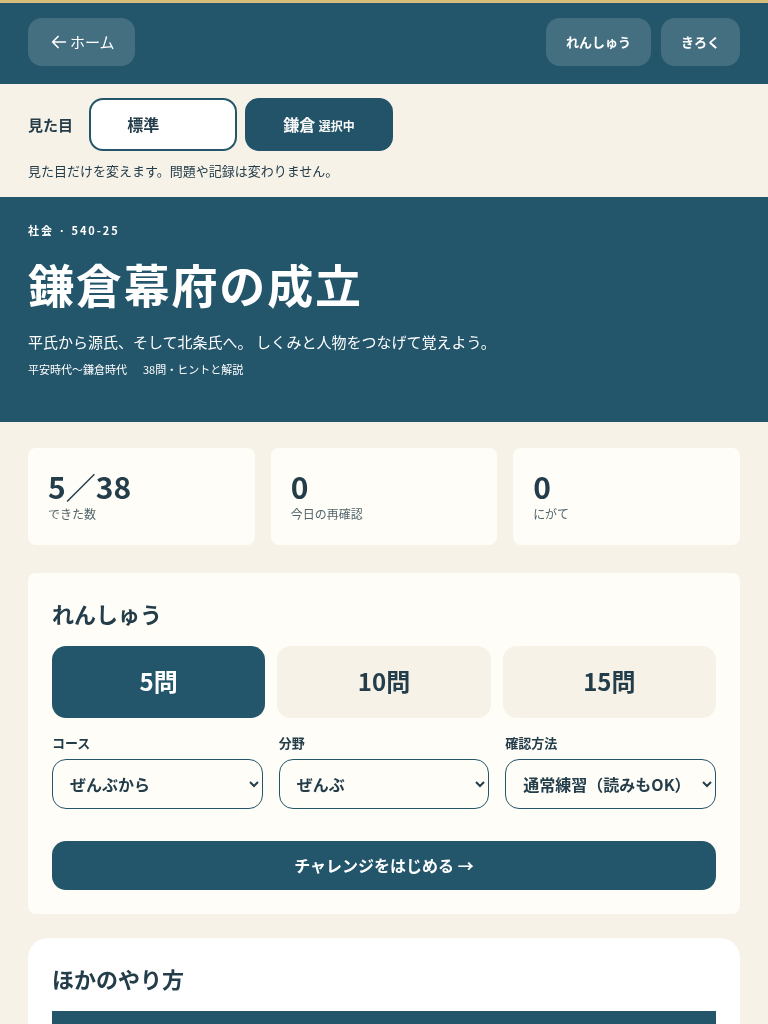 ← ホーム
れんしゅう
きろく
見た目
標準
鎌倉 選択中
見た目だけを変えます。問題や記録は変わりません。
社会 · 540-25
鎌倉幕府の成立
平氏から源氏、そして北条氏へ。 しくみと人物をつなげて覚えよう。
平安時代〜鎌倉時代 38問・ヒントと解説
5／38
できた数
0
今日の再確認
0
にがて
れんしゅう
5問
10問
15問
コース
分野
確認方法
ぜんぶから
ぜんぶ
通常練習（読みもOK）
チャレンジをはじめる →
ほかのやり方